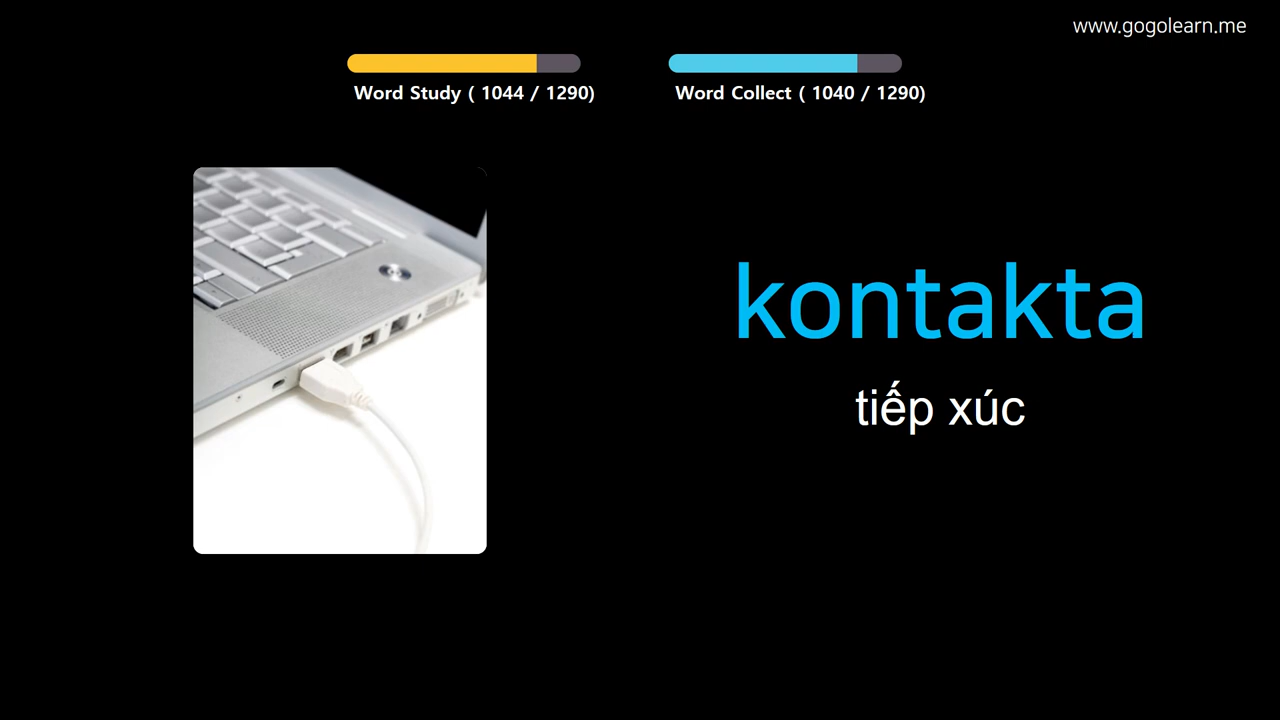 www.gogolearn.me
Word Study ( 1044 / 1290)
Word Collect ( 1040 / 1290)
kontakta
tiếp xúc